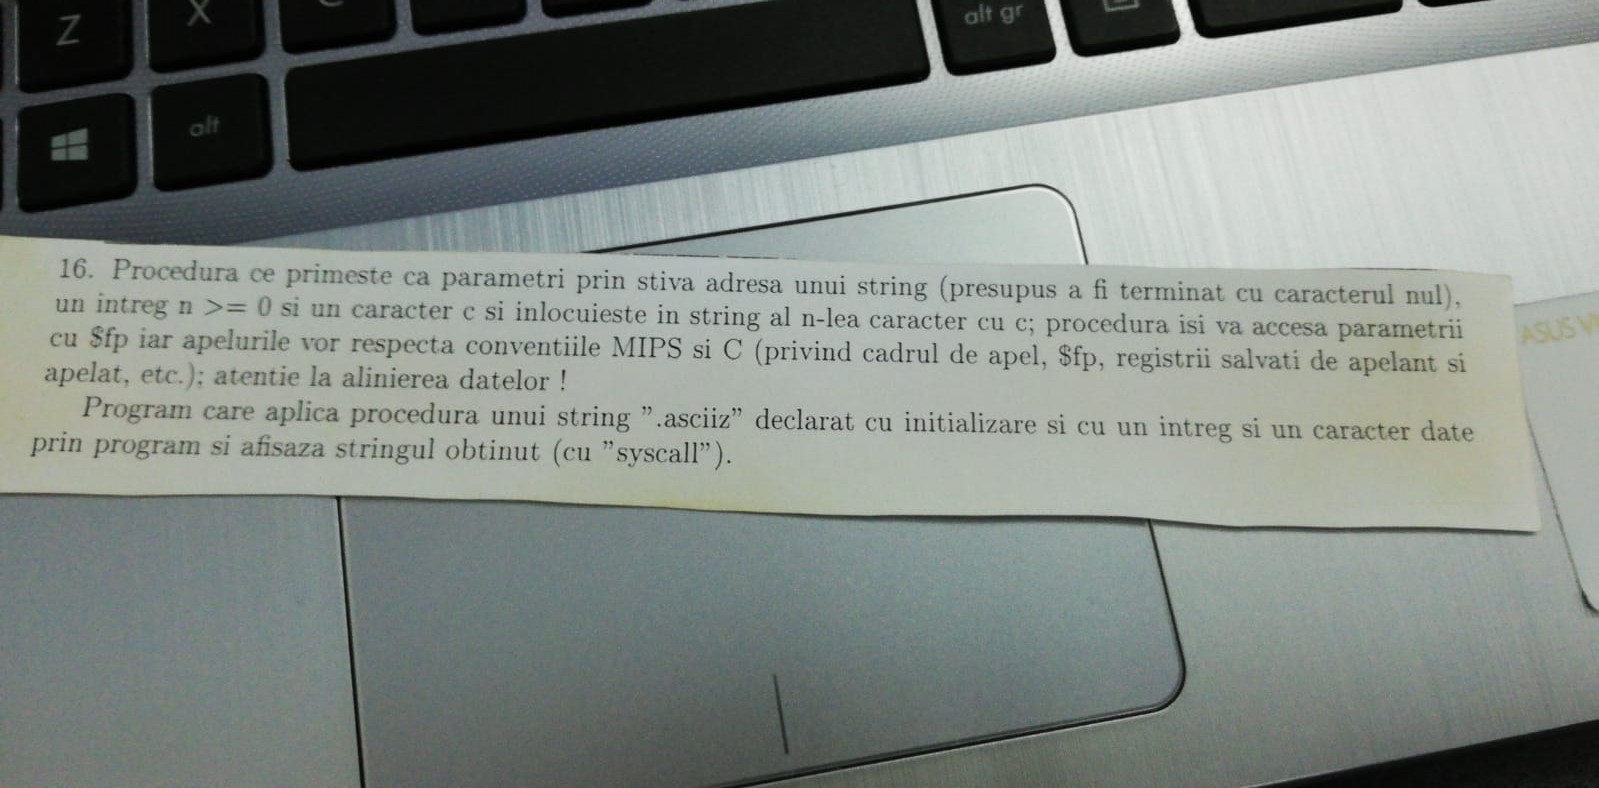 Z
X
alt gr
alt
16. Procedura ce primeste ca parametri prin stiva adresa unui string (presupus a fi terminat cu caracterul nul),
un intreg n >= 0 si un caracter c si inlocuieste in string al n-lea caracter cu c; procedura isi va accesa parametrii
cu $fp iar apelurile vor respecta conventiile MIPS si C (privind cadrul de apel, $fp, registrii salvati de apelant si
apelat, etc.); atentie la alinierea datelor !
Program care aplica procedura unui string ".asciiz" declarat cu initializare si cu un intreg si un caracter date
prin program si afisaza stringul obtinut (cu "syscall").
ASUS